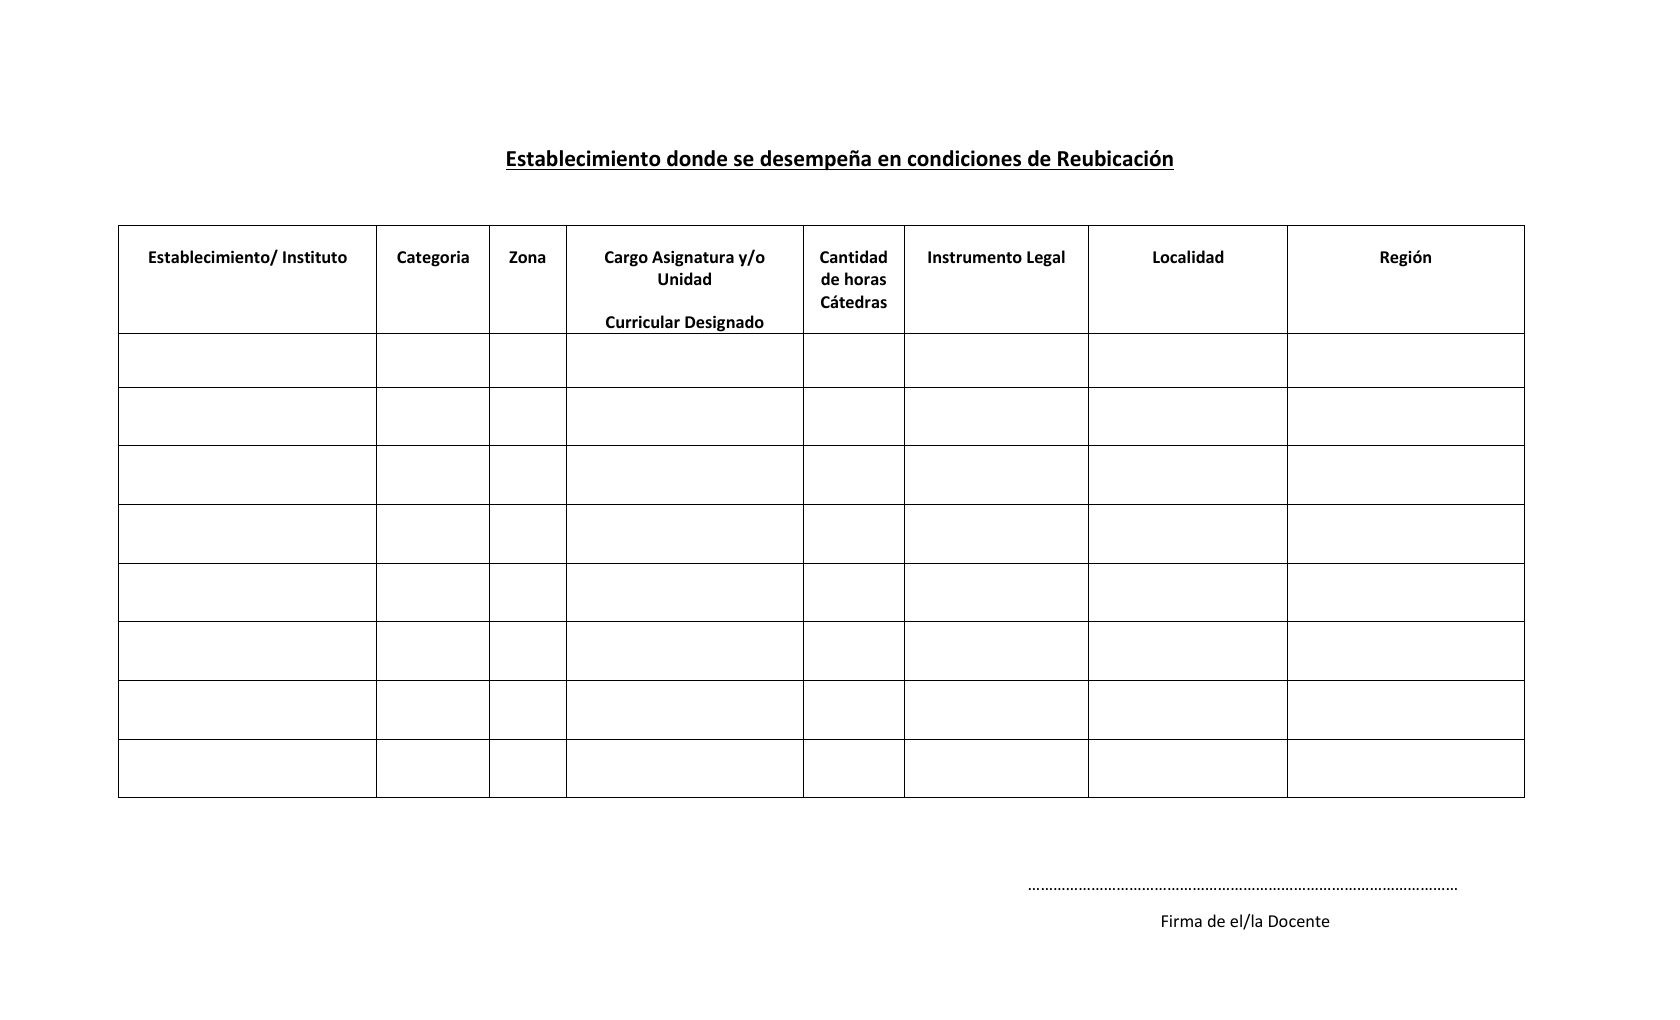 Establecimiento donde se desempeña en condiciones de Reubicación
Establecimiento/ Instituto
Categoria
Zona
Cargo Asignatura y/o
Unidad
Curricular Designado
Cantidad
de horas
Cátedras
Instrumento Legal
Localidad
Región
…………………………………………………………………………………………
Firma de el/la Docente